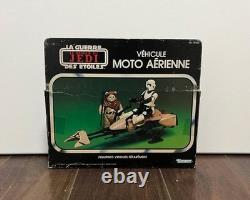 LA GUERRE
JEDI
DES ETOILES
VÉHICULE
MOTO AÉRIENNE
Kenner